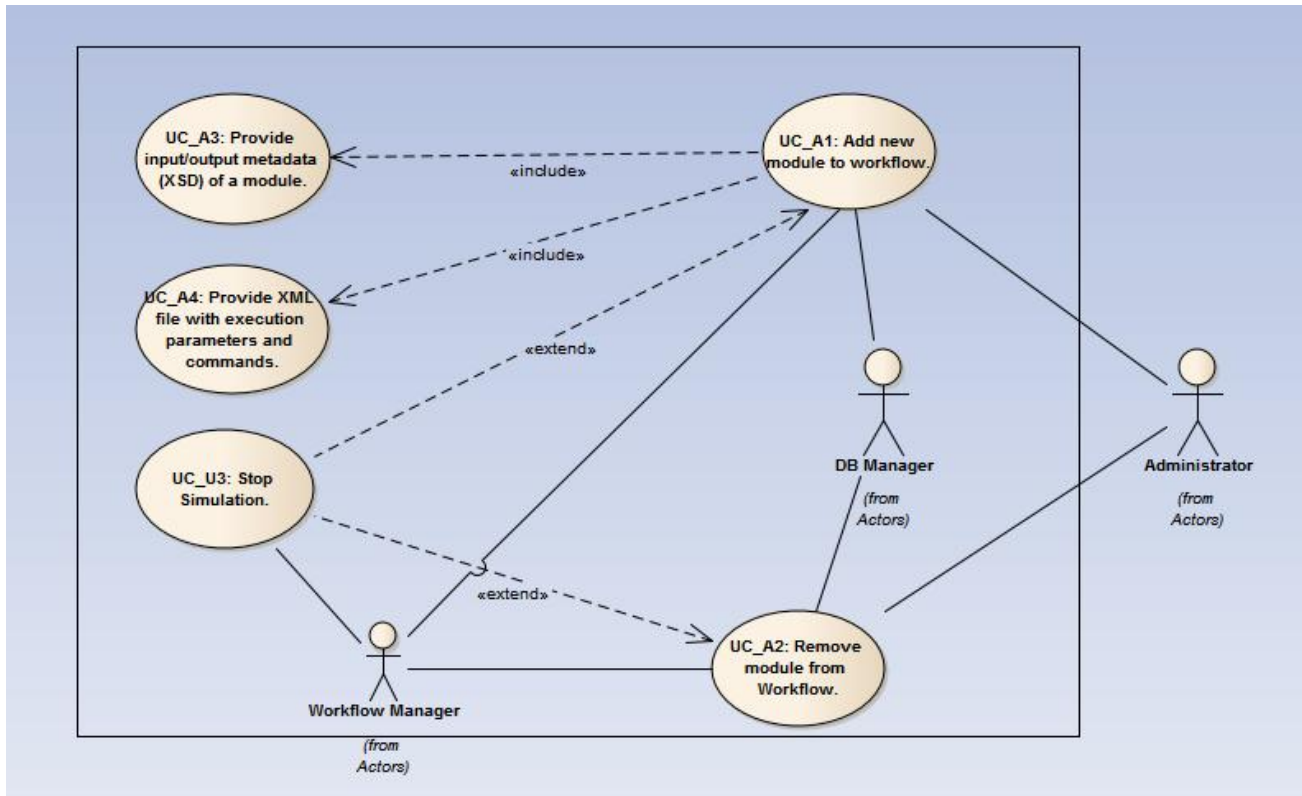 UC_A3: Provide
input/output metadata
(XSD) of a module.
UC_A1: Add new
module to workflow.
«include»
«include»
UC_A4: Provide XML
file with execution
parameters and
commands.
«extend»
DB Manager
(from
Actors)
Administrator
(from
Actors)
UC_U3: Stop
Simulation.
«extend»
UC_A2: Remove
module from
Workflow.
Workflow Manager
(from
Actors)